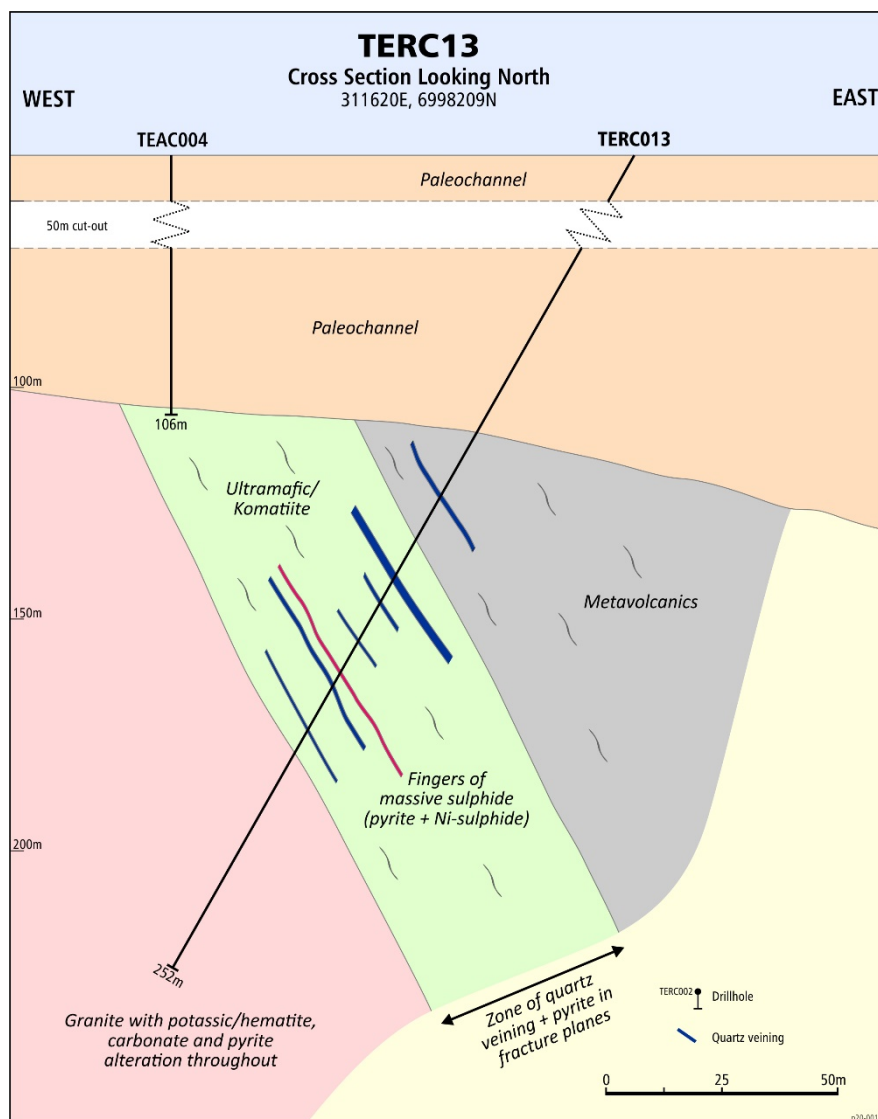 TERC13
Cross Section Looking North
311620E, 6998209N
WEST
EAST
TEAC004
TERC013
Paleochannel
50m cut-out
Paleochannel
100m
106m
Ultramafic/
Komatiite
150m
Metavolcanics
Fingers of
massive sulphide
(pyrite + Ni-sulphide)
200m
252m
Granite with potassic/hematite,
carbonate and pyrite
alteration throughout
Zone of quartz
veining + pyrite in
fracture planes
TERC002
Drillhole
Quartz veining
0
25
50m